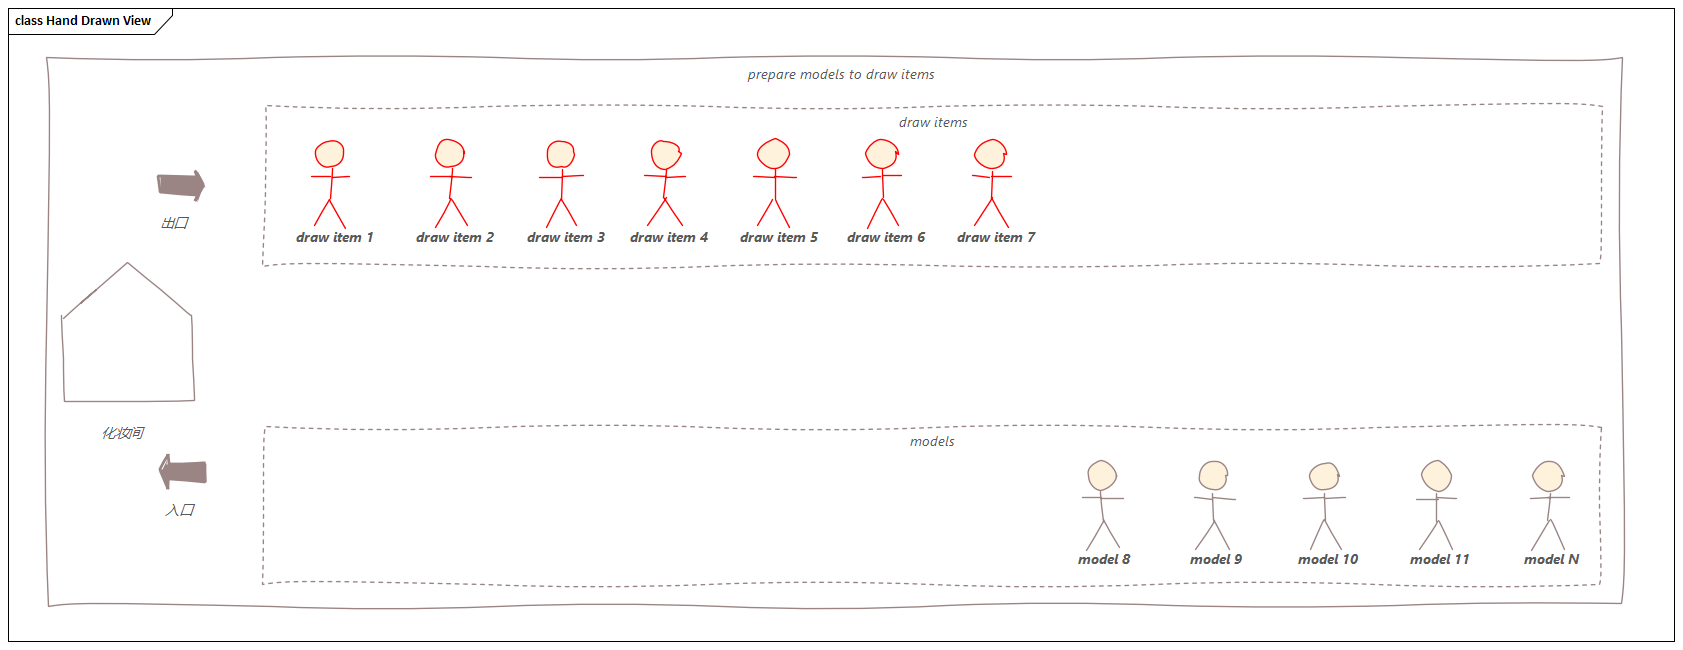 class Hand Drawn View
prepare models to draw items
draw items
draw item 1
draw item 2
draw item 3
draw item 4
draw item 5
draw item 6
draw item 7
出口
化妆间
models
入口
model 8
model 9
model 10
model 11
model N